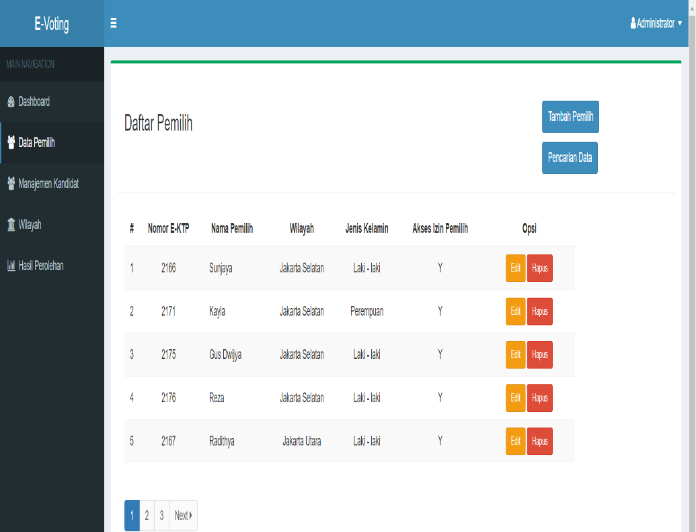 E-Voting
Administrator
MAIN NAVIGATION
Dashboard
Data Pemilih
Manajemen Kandidat
Wilayah
Hasil Perolehan
Daftar Pemilih
Tambah Pemilih
Pencarian Data
# Nomor E-KTP Nama Pemilih Wilayah Jenis Kelamin Akses Izin Pemilih Opsi
1 2166 Sunjaya Jakarta Selatan Laki - laki Y Edit Hapus
2 2171 Kayla Jakarta Selatan Perempuan Y Edit Hapus
3 2175 Gus Dwijya Jakarta Selatan Laki - laki Y Edit Hapus
4 2176 Reza Jakarta Selatan Laki - laki Y Edit Hapus
5 2167 Radithya Jakarta Utara Laki - laki Y Edit Hapus
1 2 3 Next